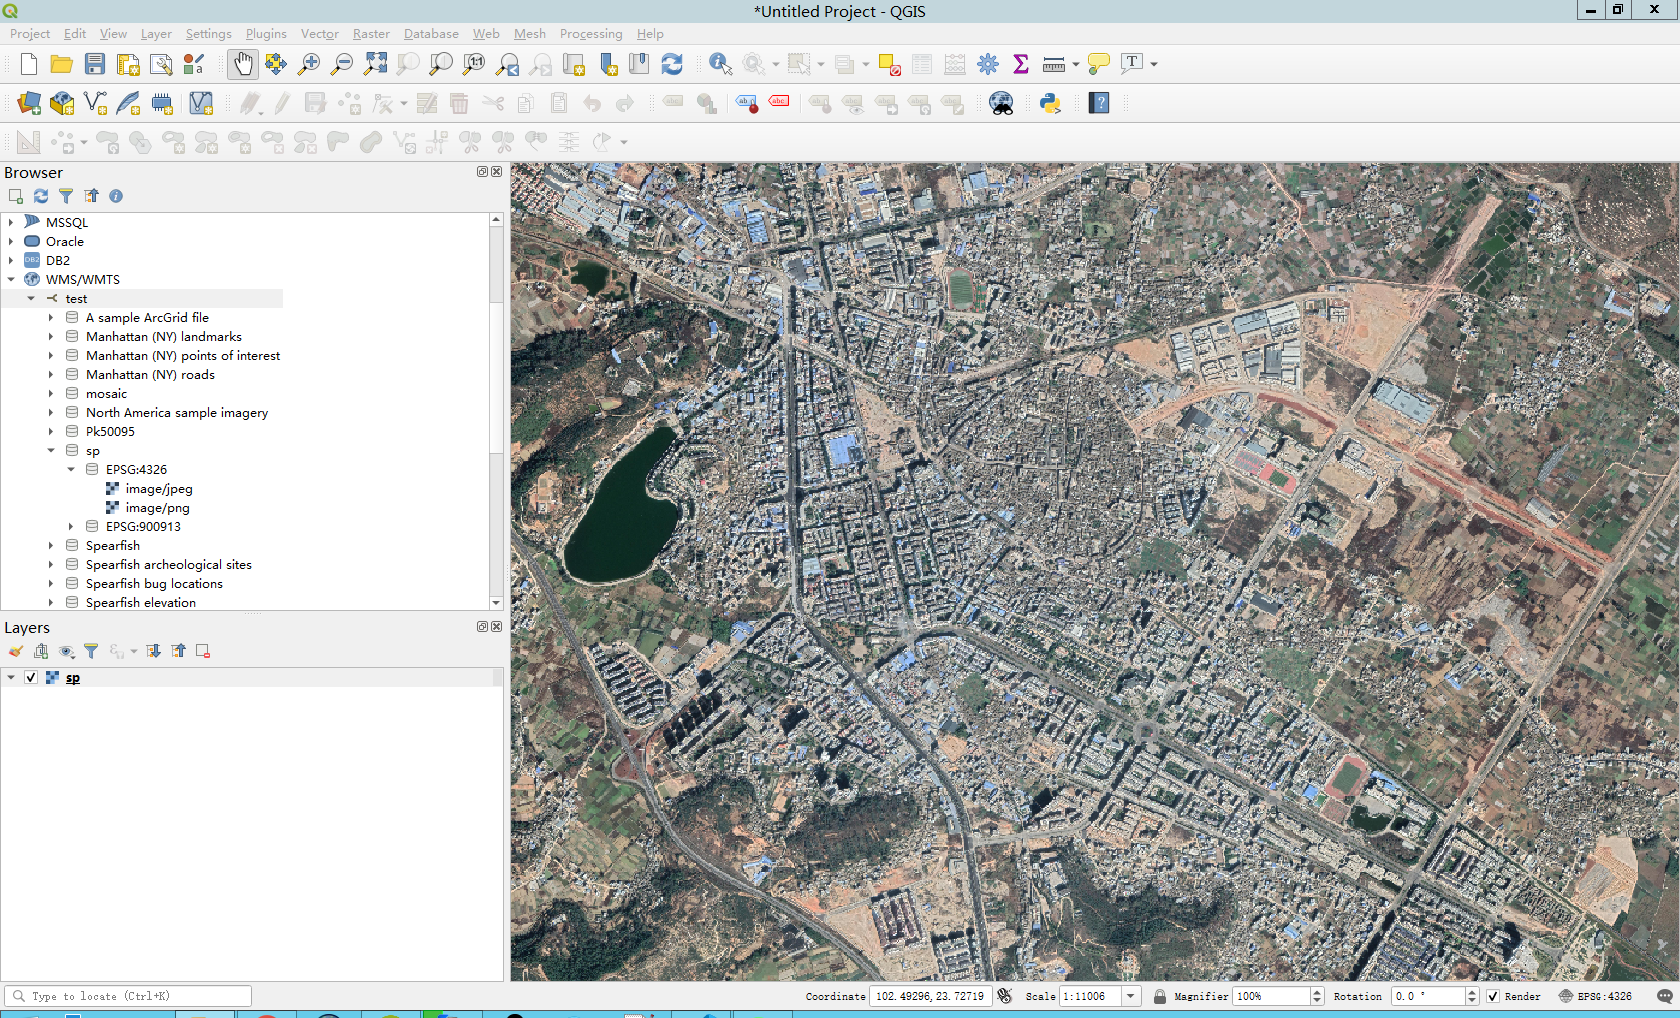 *Untitled Project - QGIS
Project Edit View Layer Settings Plugins Vector Raster Database Web Mesh Processing Help
Browser
MSSQL
Oracle
DB2
WMS/WMTS
test
A sample ArcGrid file
Manhattan (NY) landmarks
Manhattan (NY) points of interest
Manhattan (NY) roads
mosaic
North America sample imagery
Pk50095
sp
EPSG:4326
image/jpeg
image/png
EPSG:900913
Spearfish
Spearfish archeological sites
Spearfish bug locations
Spearfish elevation
Layers
sp
Type to locate (Ctrl+K) Coordinate 102.49296,23.72719 Scale 1:11006 Magnifier 100% Rotation 0.0 ° Render EPSG:4326